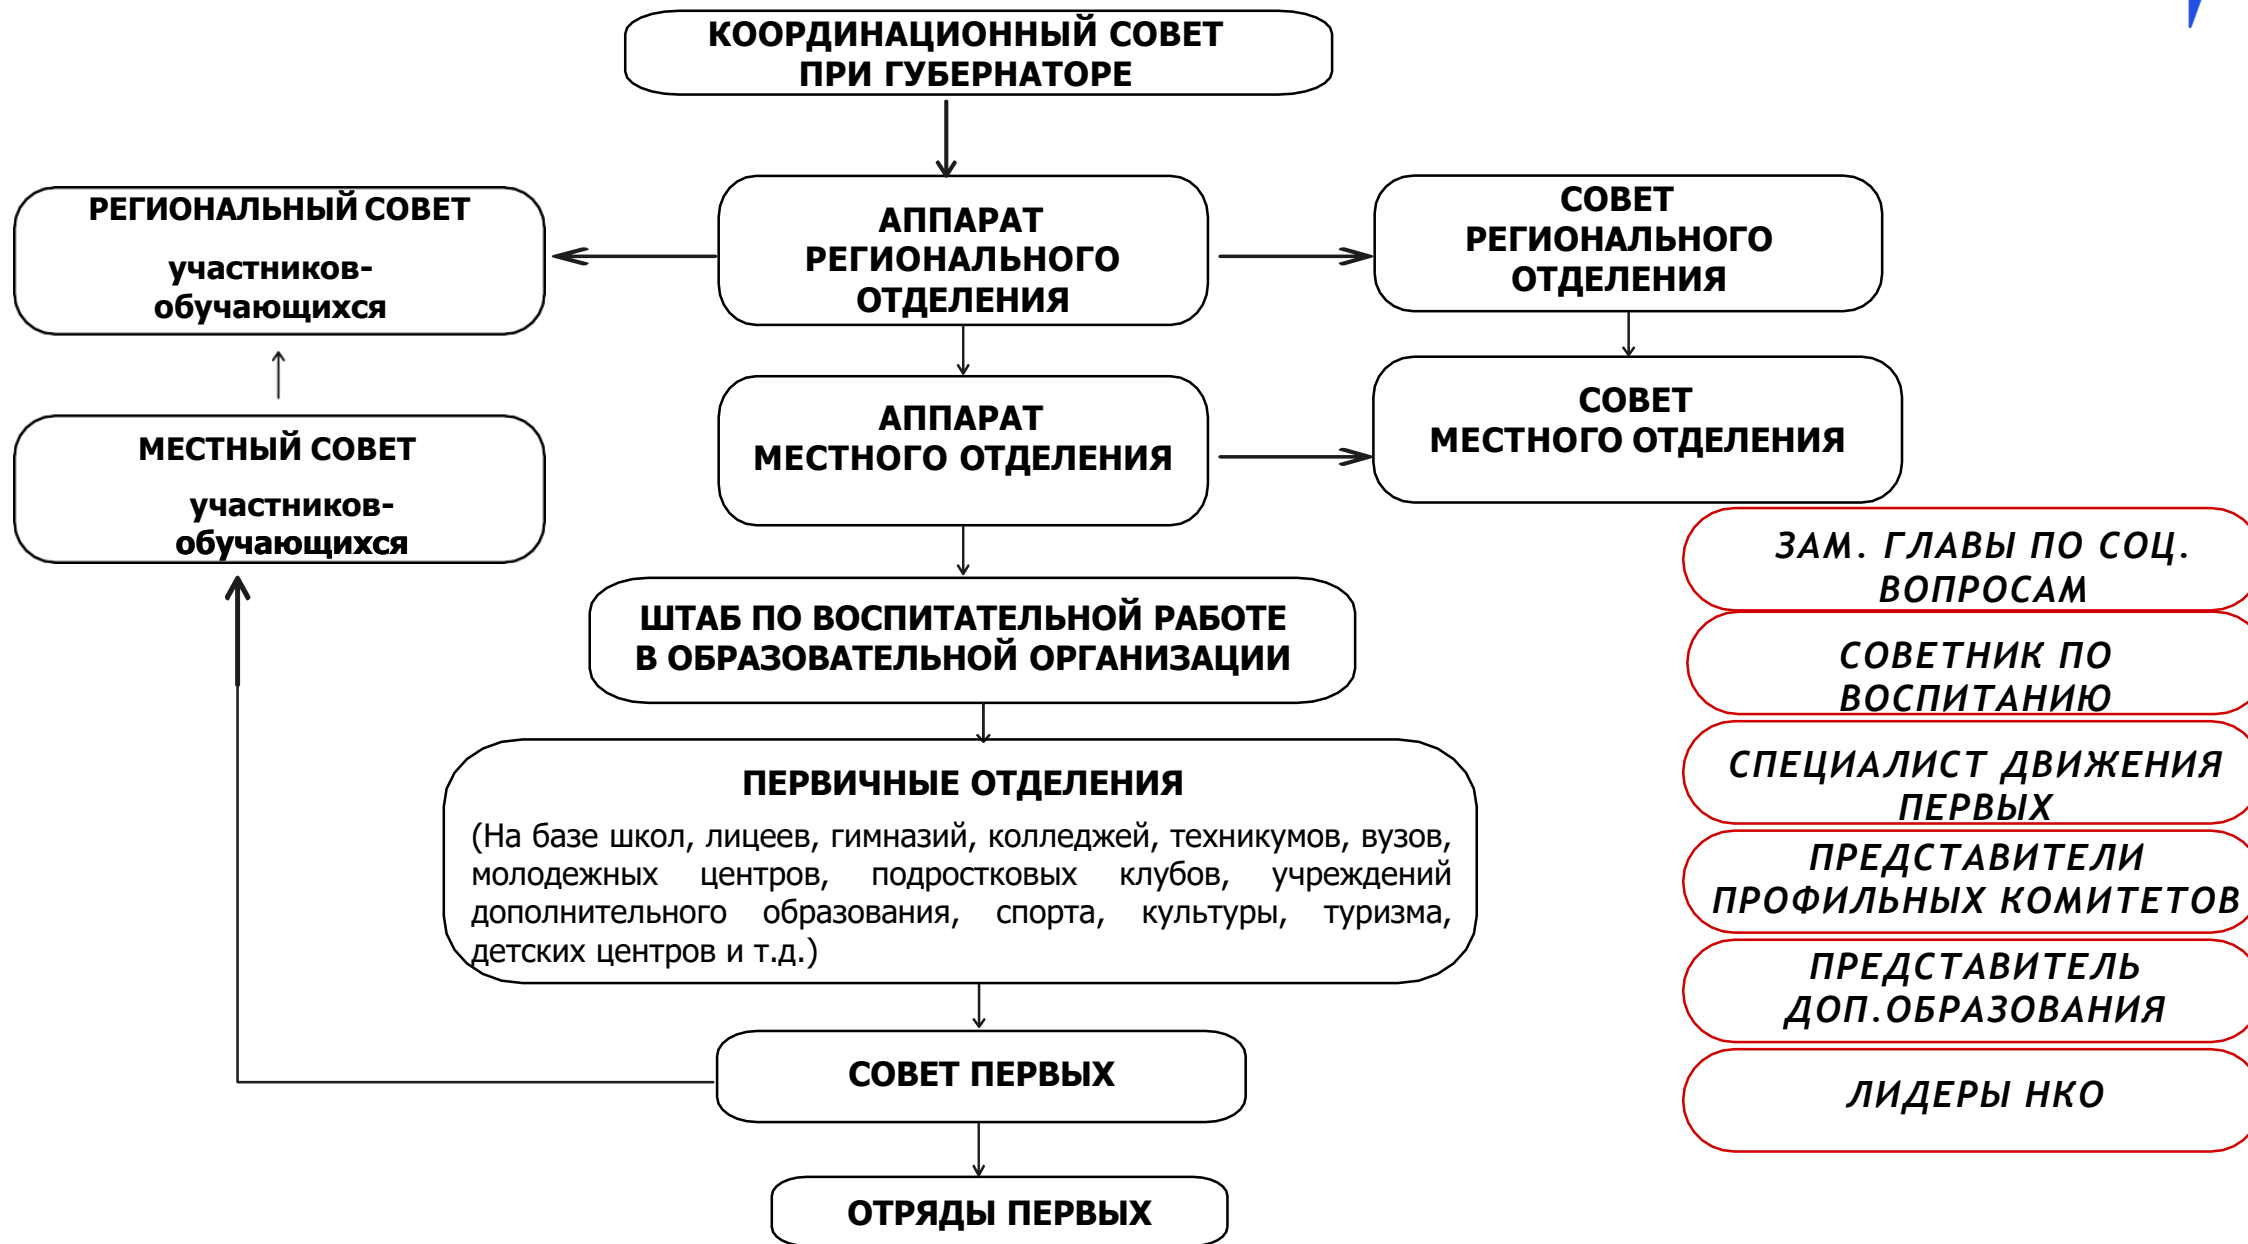 КООРДИНАЦИОННЫЙ СОВЕТ
ПРИ ГУБЕРНАТОРЕ
РЕГИОНАЛЬНЫЙ СОВЕТ
участников-
обучающихся
АППАРАТ
РЕГИОНАЛЬНОГО
ОТДЕЛЕНИЯ
СОВЕТ
РЕГИОНАЛЬНОГО
ОТДЕЛЕНИЯ
МЕСТНЫЙ СОВЕТ
участников-
обучающихся
АППАРАТ
МЕСТНОГО ОТДЕЛЕНИЯ
СОВЕТ
МЕСТНОГО ОТДЕЛЕНИЯ
ШТАБ ПО ВОСПИТАТЕЛЬНОЙ РАБОТЕ
В ОБРАЗОВАТЕЛЬНОЙ ОРГАНИЗАЦИИ
ПЕРВИЧНЫЕ ОТДЕЛЕНИЯ
(На базе школ, лицеев, гимназий, колледжей, техникумов, вузов,
молодежных центров, подростковых клубов, учреждений
дополнительного образования, спорта, культуры, туризма,
детских центров и т.д.)
СОВЕТ ПЕРВЫХ
ОТРЯДЫ ПЕРВЫХ
ЗАМ. ГЛАВЫ ПО СОЦ.
ВОПРОСАМ
СОВЕТНИК ПО
ВОСПИТАНИЮ
СПЕЦИАЛИСТ ДВИЖЕНИЯ
ПЕРВЫХ
ПРЕДСТАВИТЕЛИ
ПРОФИЛЬНЫХ КОМИТЕТОВ
ПРЕДСТАВИТЕЛЬ
ДОП.ОБРАЗОВАНИЯ
ЛИДЕРЫ НКО